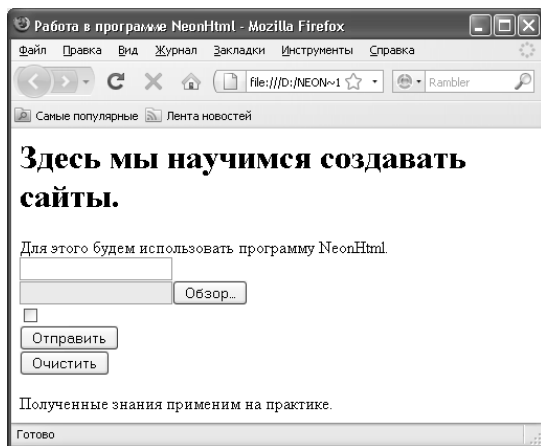 Работа в программе NeonHtml - Mozilla Firefox
Файл Правка Вид Журнал Закладки Инструменты Справка
file:///D:/NEON~1 Rambler
Самые популярные Лента новостей
Здесь мы научимся создавать
сайты.
Для этого будем использовать программу NeonHtml.
Обзор...
Отправить
Очистить
Полученные знания применим на практике.
Готово